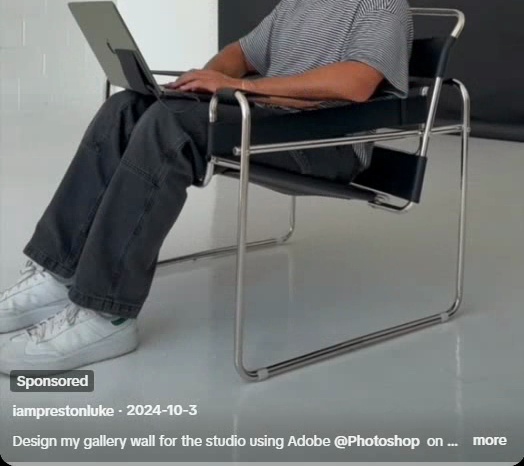 Sponsored
iamprestonluke · 2024-10-3
Design my gallery wall for the studio using Adobe @Photoshop on ... more